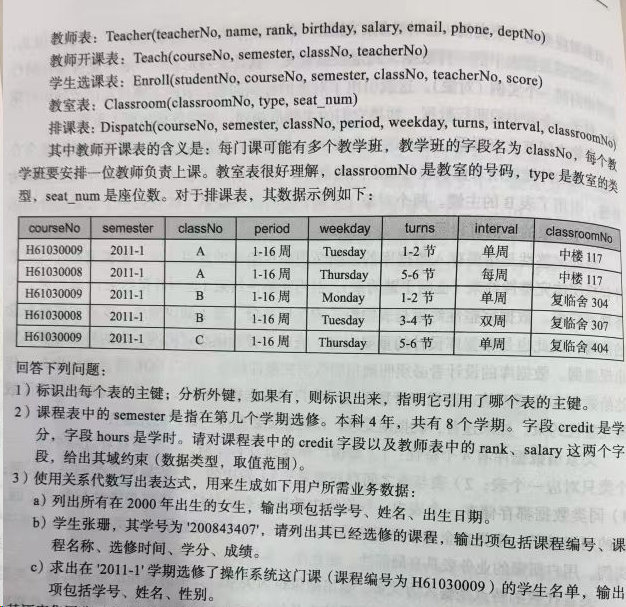 教师表：Teacher(teacherNo, name, rank, birthday, salary, email, phone, deptNo)
教师开课表：Teach(courseNo, semester, classNo, teacherNo)
学生选课表：Enroll(studentNo, courseNo, semester, classNo, teacherNo, score)
教室表：Classroom(classroomNo, type, seat_num)
排课表：Dispatch(courseNo, semester, classNo, period, weekday, turns, interval, classroomNo)
其中教师开课表的含义是：每门课可能有多个教学班，教学班的字段名为 classNo，每个教
学班要安排一位教师负责上课。教室表很好理解，classroomNo 是教室的号码，type 是教室的类
型，seat_num 是座位数。对于排课表，其数据示例如下：
courseNo semester classNo period weekday turns interval classroomNo
H61030009 2011-1 A 1-16 周 Tuesday 1-2 节 单周 中楼 117
H61030008 2011-1 A 1-16 周 Thursday 5-6 节 每周 中楼 117
H61030009 2011-1 B 1-16 周 Monday 1-2 节 单周 复临舍 304
H61030008 2011-1 B 1-16 周 Tuesday 3-4 节 双周 复临舍 307
H61030009 2011-1 C 1-16 周 Thursday 5-6 节 单周 复临舍 404
回答下列问题：
1）标识出每个表的主键；分析外键，如果有，则标识出来，指明它引用了哪个表的主键。
2）课程表中的 semester 是指在第几个学期选修。本科 4 年，共有 8 个学期。字段 credit 是学
分，字段 hours 是学时。请对课程表中的 credit 字段以及教师表中的 rank、salary 这两个字
段，给出其域约束（数据类型，取值范围）。
3）使用关系代数写出表达式，用来生成如下用户所需业务数据：
a）列出所有在 2000 年出生的女生，输出项包括学号、姓名、出生日期。
b）学生张珊，其学号为 '200843407'，请列出其已经选修的课程，输出项包括课程编号、课
程名称、选修时间、学分、成绩。
c）求出在 '2011-1' 学期选修了操作系统这门课（课程编号为 H61030009）的学生名单，输出
项包括学号、姓名、性别。